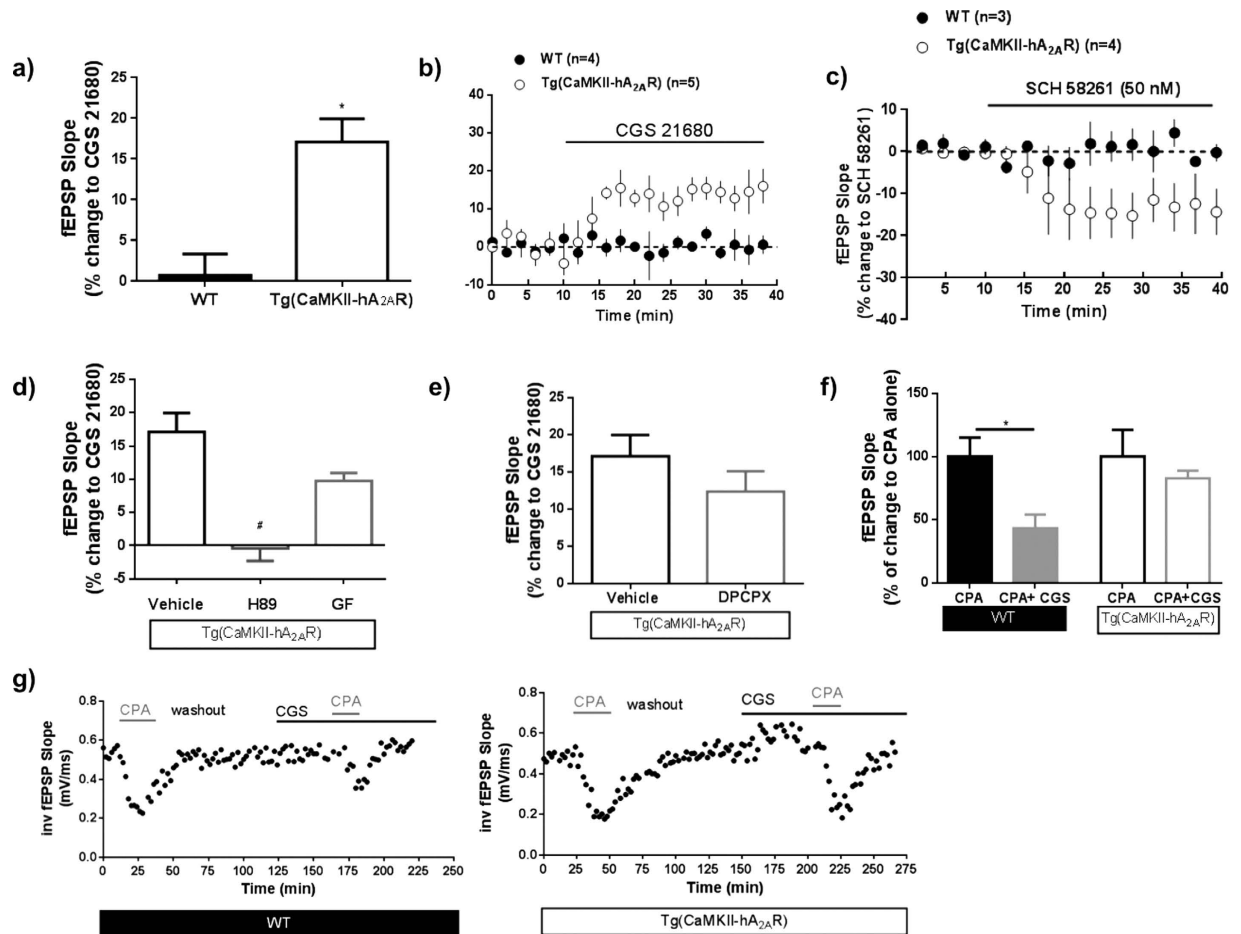 a)
fEPSP Slope
(% change to CGS 21680)
25
20
15
10
5
0
*
WT
Tg(CaMKII-hA2AR)
b)
WT (n=4)
Tg(CaMKII-hA2AR) (n=5)
CGS 21680
fEPSP Slope
(% change to CGS 21680)
40
30
20
10
0
-10
0 5 10 15 20 25 30 35 40
Time (min)
WT (n=3)
Tg(CaMKII-hA2AR) (n=4)
c)
SCH 58261 (50 nM)
fEPSP Slope
(% change to SCH 58261)
10
0
-10
-20
-30
-40
0 5 10 15 20 25 30 35 40
Time (min)
d)
fEPSP Slope
(% change to CGS 21680)
25
20
15
10
5
0
-5
#
Vehicle H89 GF
Tg(CaMKII-hA2AR)
e)
fEPSP Slope
(% change to CGS 21680)
25
20
15
10
5
0
Vehicle DPCPX
Tg(CaMKII-hA2AR)
f)
fEPSP Slope
(% of change to CPA alone)
150
100
50
0
*
CPA CPA+ CGS CPA CPA+CGS
WT Tg(CaMKII-hA2AR)
g)
inv fEPSP Slope
(mV/ms)
0.8
0.6
0.4
0.2
0.0
CPA washout CGS CPA
0 25 50 75 100 125 150 175 200 225 250
Time (min)
WT
inv fEPSP Slope
(mV/ms)
0.8
0.6
0.4
0.2
0.0
CPA washout CGS CPA
0 25 50 75 100 125 150 175 200 225 250 275
Time (min)
Tg(CaMKII-hA2AR)